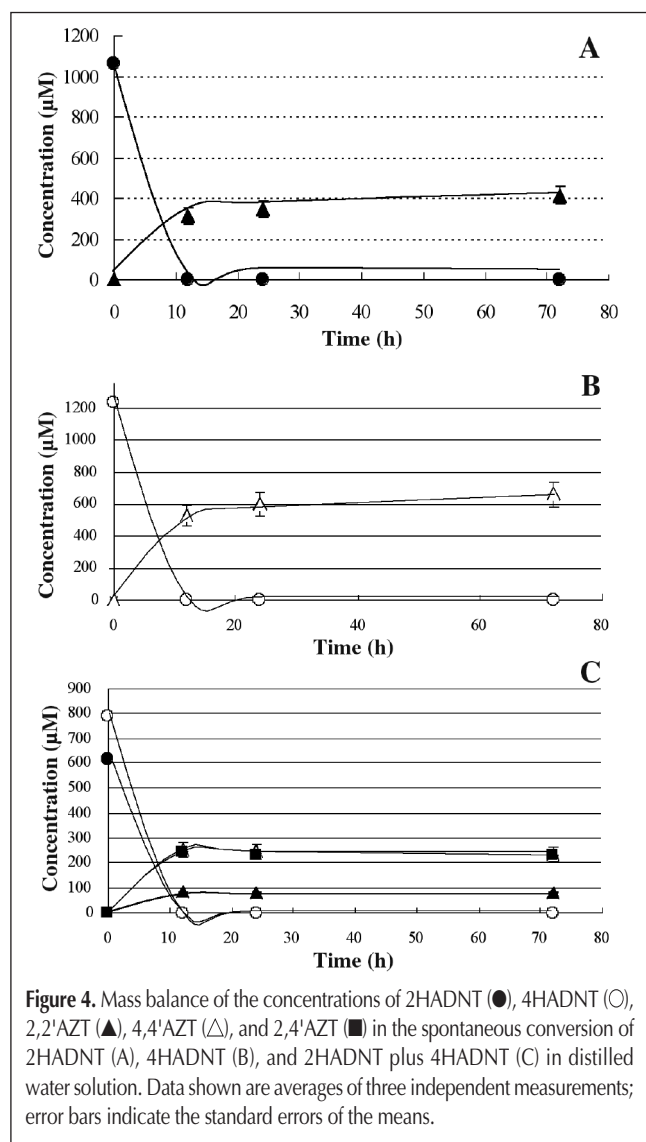 A
Concentration (µM)
1200
1000
800
600
400
200
0
0 10 20 30 40 50 60 70 80
Time (h)
B
Concentration (µM)
1200
1000
800
600
400
200
0
0 20 40 60 80
Time (h)
C
Concentration (µM)
900
800
700
600
500
400
300
200
100
0
0 10 20 30 40 50 60 70 80
Time (h)
Figure 4. Mass balance of the concentrations of 2HADNT (●), 4HADNT (○),
2,2'AZT (▲), 4,4'AZT (△), and 2,4'AZT (■) in the spontaneous conversion of
2HADNT (A), 4HADNT (B), and 2HADNT plus 4HADNT (C) in distilled
water solution. Data shown are averages of three independent measurements;
error bars indicate the standard errors of the means.